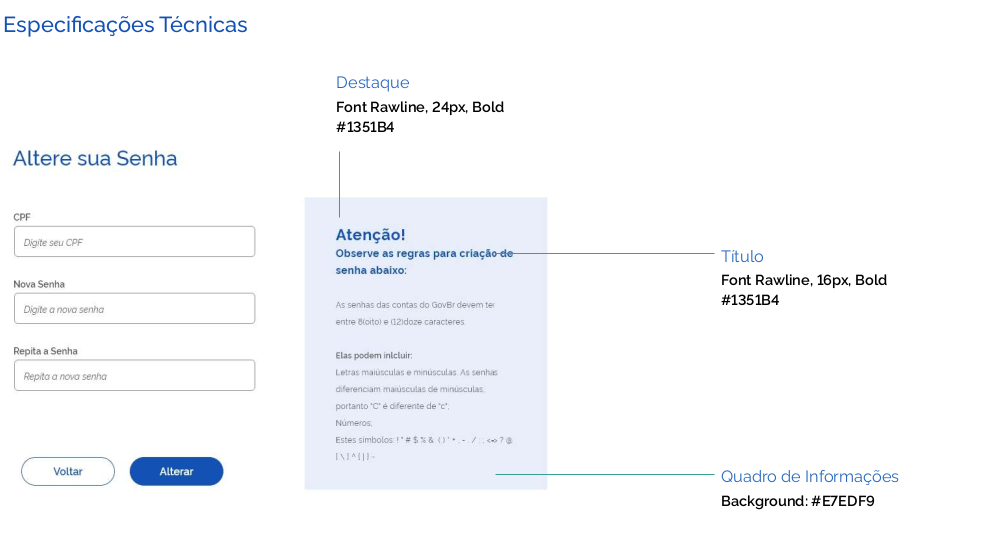 Especificações Técnicas
Destaque
Font Rawline, 24px, Bold
#1351B4
Altere sua Senha
CPF
Digite seu CPF
Nova Senha
Digite a nova senha
Repita a Senha
Repita a nova senha
Voltar
Alterar
Atenção!
Observe as regras para criação de
senha abaixo:
As senhas das contas do GovBr devem ter
entre 8(oito) e (12)doze caracteres.
Elas podem inlcluir:
Letras maiúsculas e minúsculas. As senhas
diferenciam maiúsculas de minúsculas,
portanto "C" é diferente de "c";
Números;
Estes símbolos: ! " # $ % & ( ) ' * + , - . / : ; <=> ? @
[ \ ] ^ { | } ~
Título
Font Rawline, 16px, Bold
#1351B4
Quadro de Informações
Background: #E7EDF9